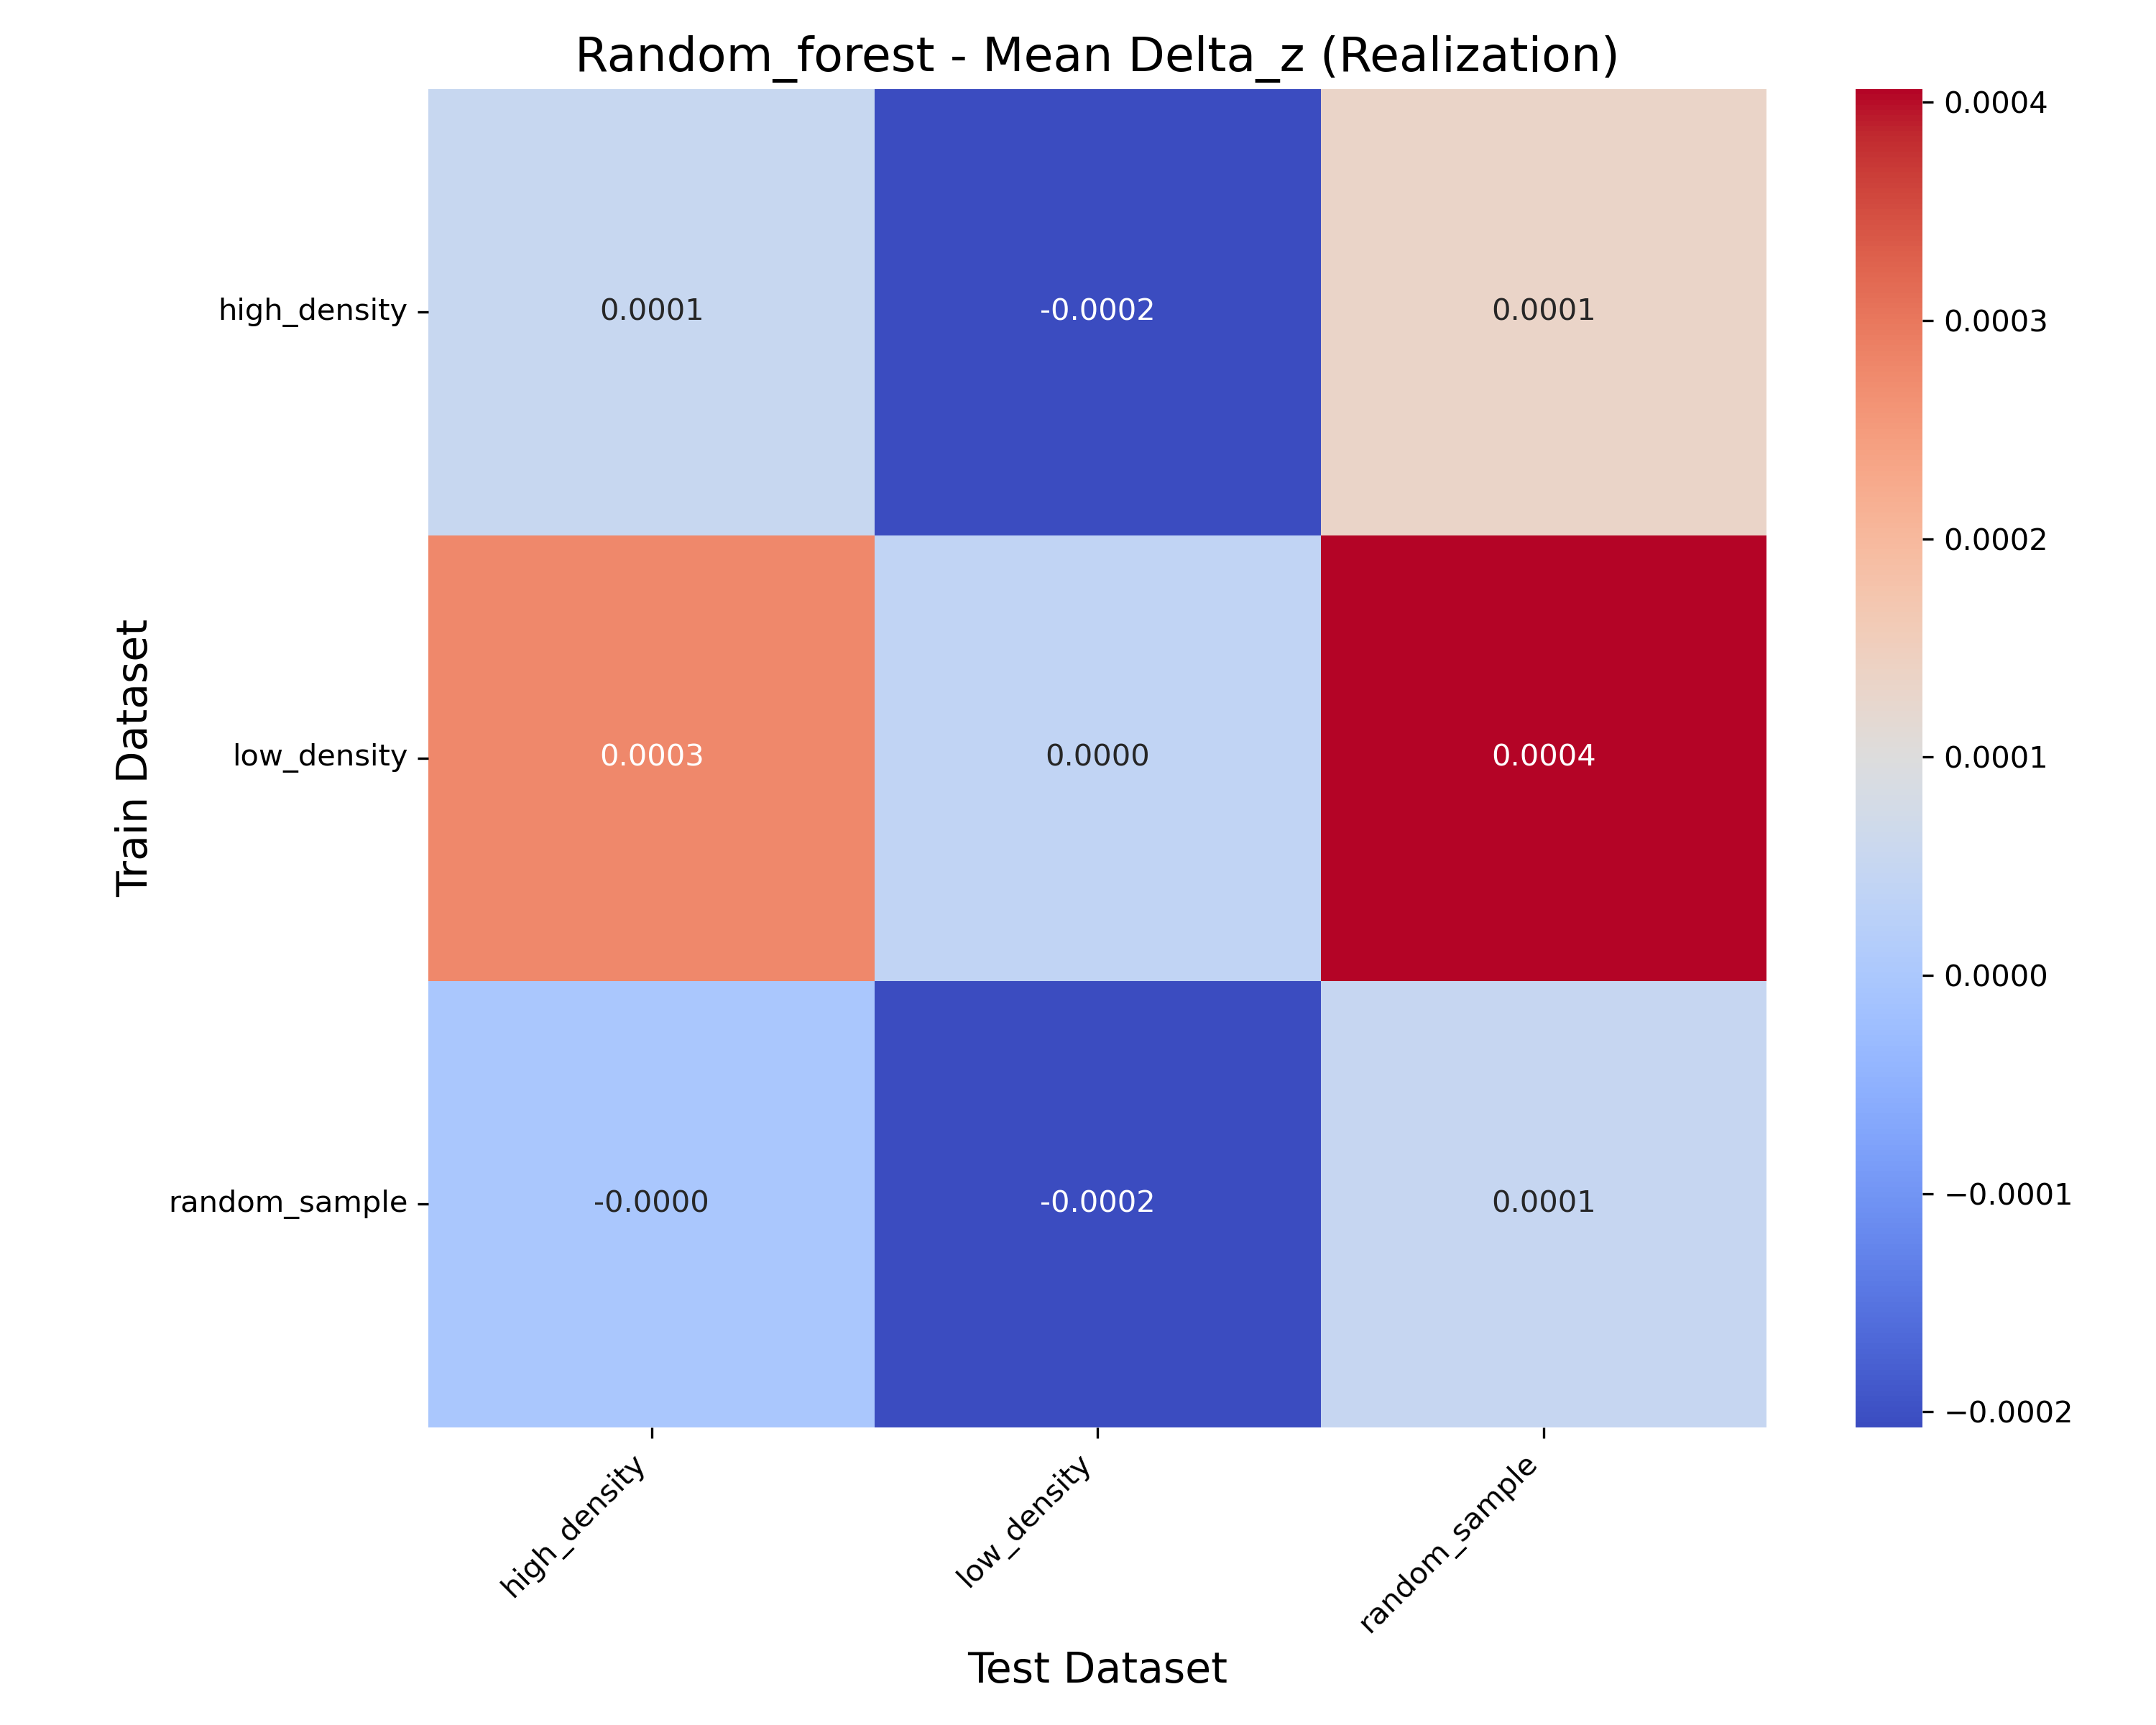 Random_forest - Mean Delta_z (Realization)
Train Dataset
high_density
0.0001
-0.0002
0.0001
low_density
0.0003
0.0000
0.0004
random_sample
-0.0000
-0.0002
0.0001
high_density
low_density
random_sample
Test Dataset
0.0004
0.0003
0.0002
0.0001
0.0000
−0.0001
−0.0002